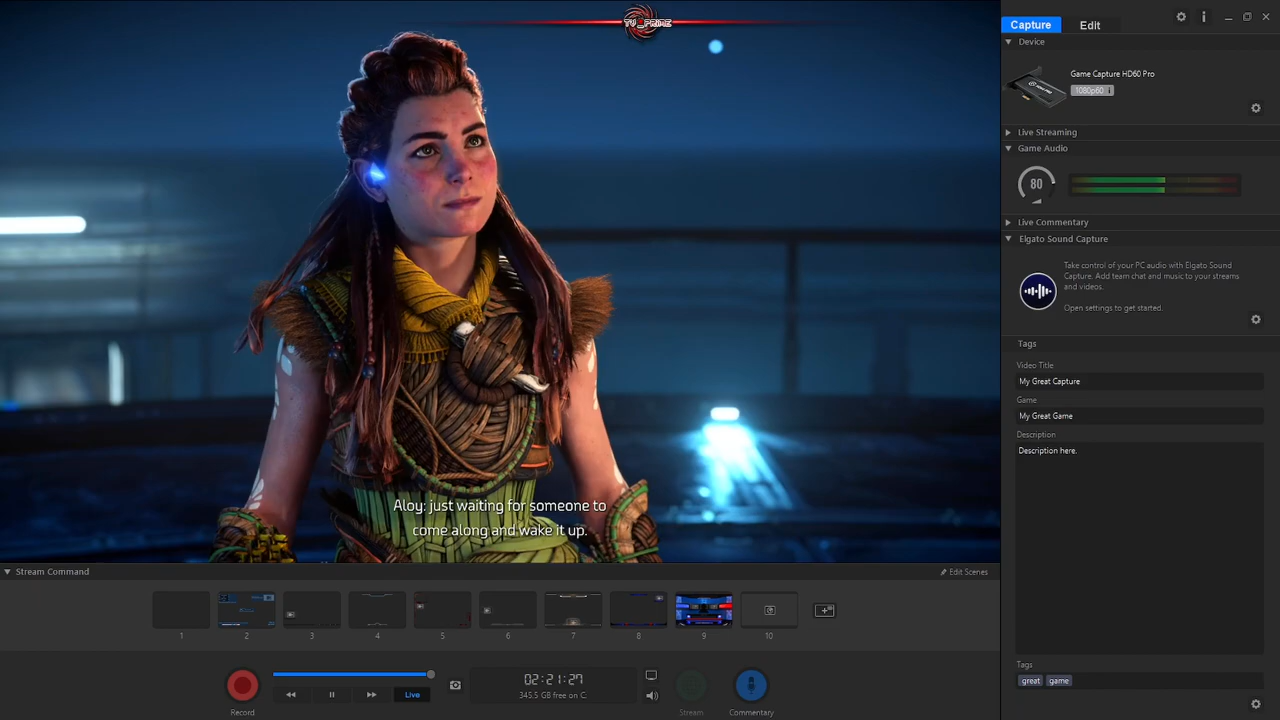 TV_PRIME
Aloy: just waiting for someone to
come along and wake it up.
Stream Command
Edit Scenes
1
2
3
4
5
6
7
8
9
10
Record
Live
02:21:27
345.5 GB free on C:
Stream
Commentary
Capture
Edit
Device
Game Capture HD60 Pro
1080p60
Live Streaming
Game Audio
80
Live Commentary
Elgato Sound Capture
Take control of your PC audio with Elgato Sound
Capture. Add team chat and music to your streams
and videos.
Open settings to get started.
Tags
Video Title
My Great Capture
Game
My Great Game
Description
Description here.
Tags
great
game